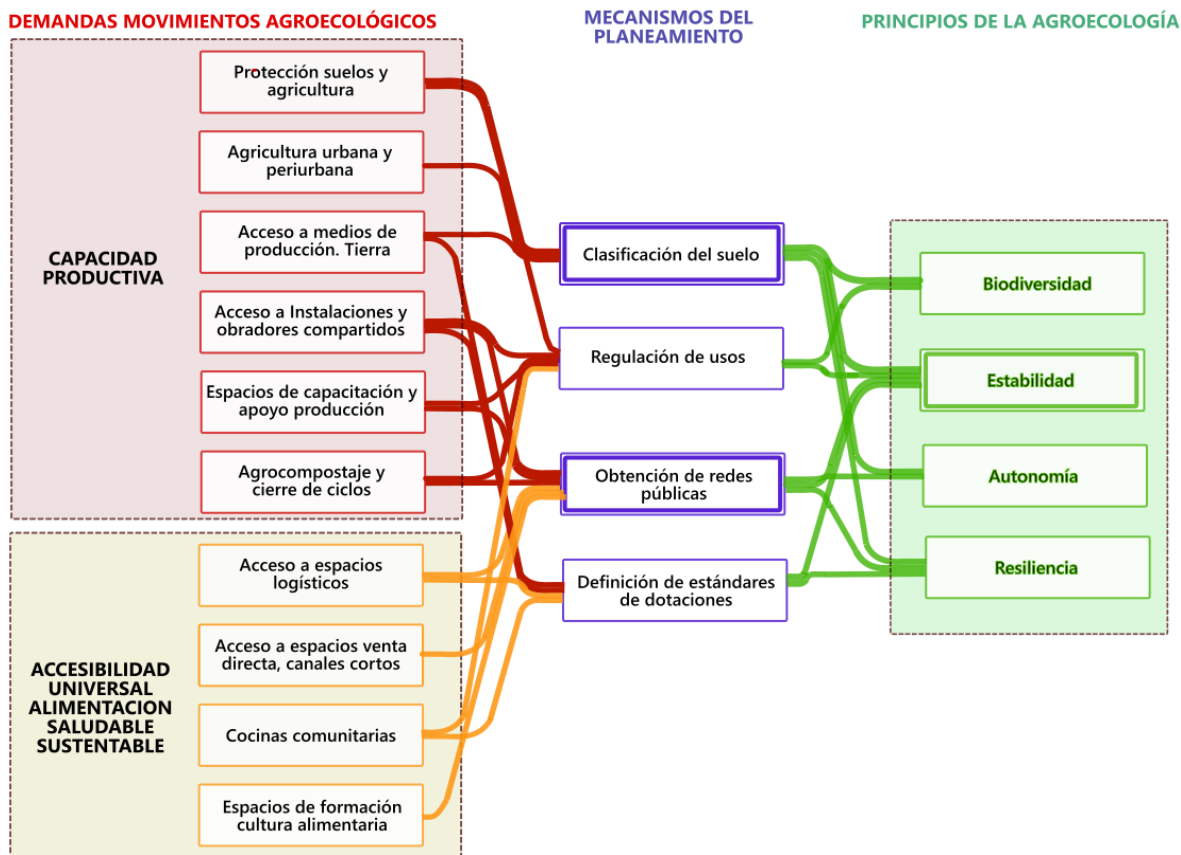 DEMANDAS MOVIMIENTOS AGROECOLÓGICOS
MECANISMOS DEL
PLANEAMIENTO
PRINCIPIOS DE LA AGROECOLOGÍA
CAPACIDAD
PRODUCTIVA
Protección suelos y
agricultura
Agricultura urbana y
periurbana
Acceso a medios de
producción. Tierra
Acceso a Instalaciones y
obradores compartidos
Espacios de capacitación y
apoyo producción
Agrocompostaje y
cierre de ciclos
ACCESIBILIDAD
UNIVERSAL
ALIMENTACION
SALUDABLE
SUSTENTABLE
Acceso a espacios
logísticos
Acceso a espacios venta
directa, canales cortos
Cocinas comunitarias
Espacios de formación
cultura alimentaria
Clasificación del suelo
Regulación de usos
Obtención de redes
públicas
Definición de estándares
de dotaciones
Biodiversidad
Estabilidad
Autonomía
Resiliencia